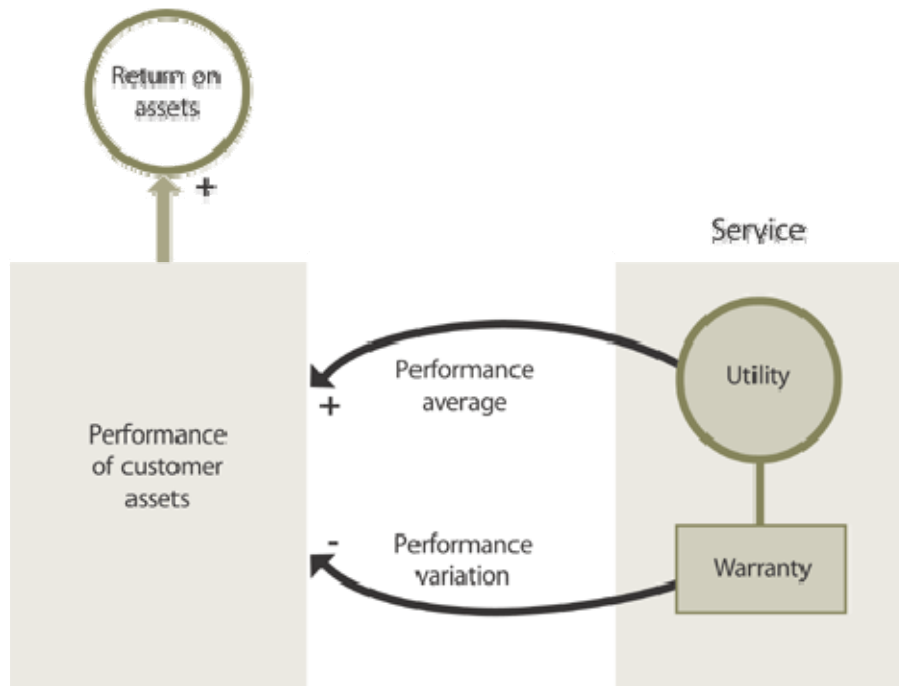 Return on
assets
+
Service
Performance
average
+
Utility
Performance
of customer
assets
-
Performance
variation
Warranty